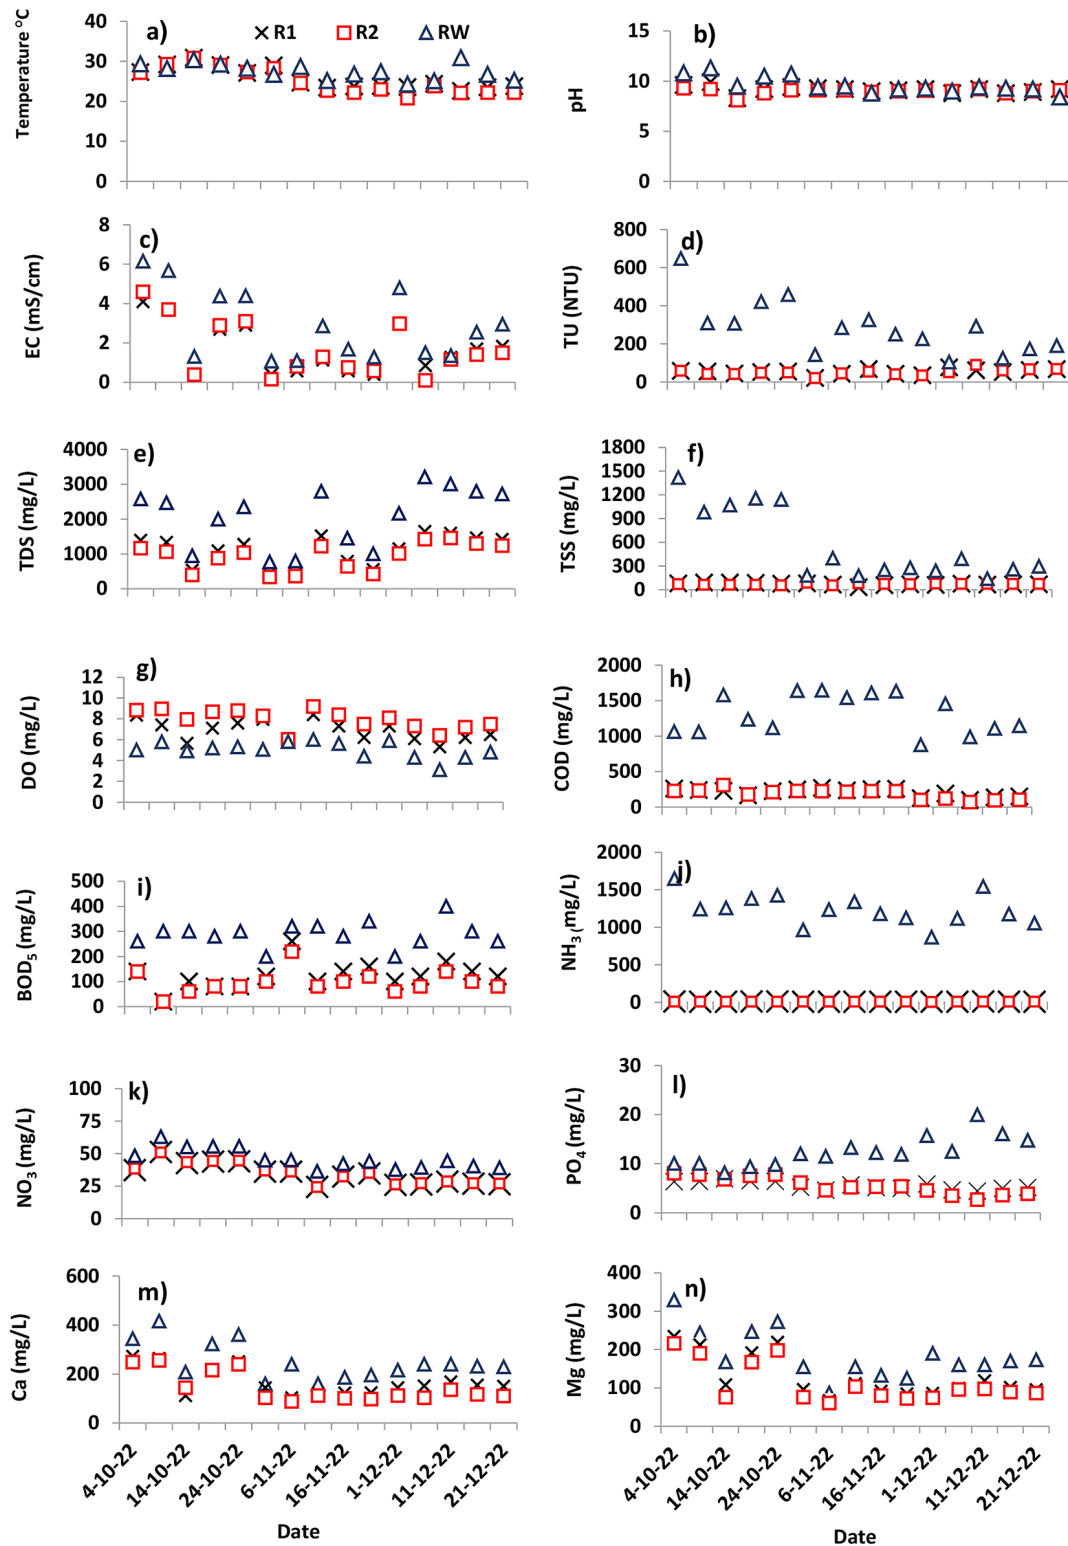 a)
× R1 □ R2 △ RW
Temperature °C
40
30
20
10
0
b)
pH
15
10
5
0
c)
EC (mS/cm)
8
6
4
2
0
d)
TU (NTU)
800
600
400
200
0
e)
TDS (mg/L)
4000
3000
2000
1000
0
f)
TSS (mg/L)
1800
1500
1200
900
600
300
0
g)
DO (mg/L)
12
10
8
6
4
2
0
h)
COD (mg/L)
2000
1500
1000
500
0
i)
BOD5 (mg/L)
500
400
300
200
100
0
j)
NH3 (mg/L)
2000
1500
1000
500
0
k)
NO3 (mg/L)
100
75
50
25
0
l)
PO4 (mg/L)
30
20
10
0
m)
Ca (mg/L)
600
400
200
0
4-10-22
14-10-22
24-10-22
6-11-22
16-11-22
1-12-22
11-12-22
21-12-22
Date
n)
Mg (mg/L)
400
300
200
100
0
4-10-22
14-10-22
24-10-22
6-11-22
16-11-22
1-12-22
11-12-22
21-12-22
Date